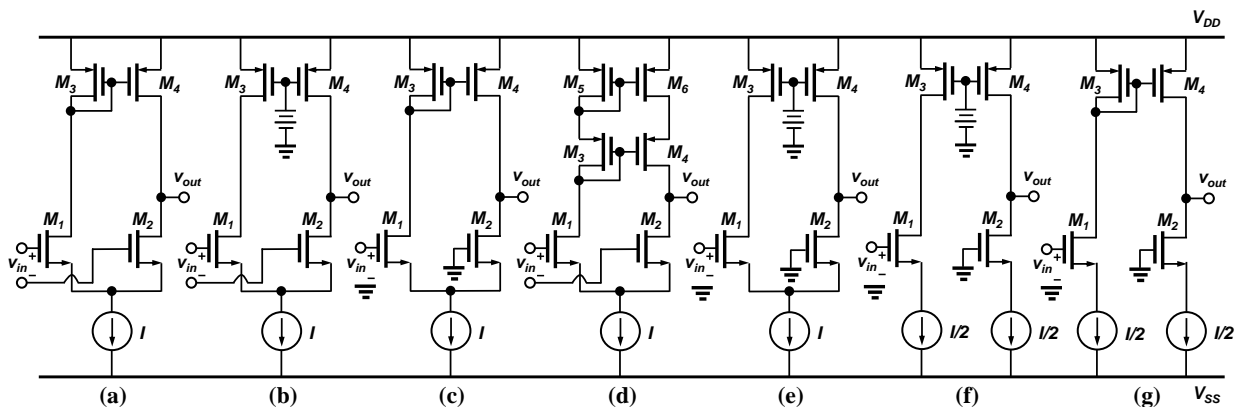 V_DD
M3 M4 M3 M4 M3 M4 M5 M6 M3 M4 M3 M4 M3 M4
M3 M4
vout vout vout vout vout vout vout
M1 M2 M1 M2 M1 M2 M1 M2 M1 M2 M1 M2 M1 M2
+ + + + + + +
vin vin vin vin vin vin vin
− − − − − − −
I I I I I I/2 I/2 I/2 I/2
(a) (b) (c) (d) (e) (f) (g)
V_SS